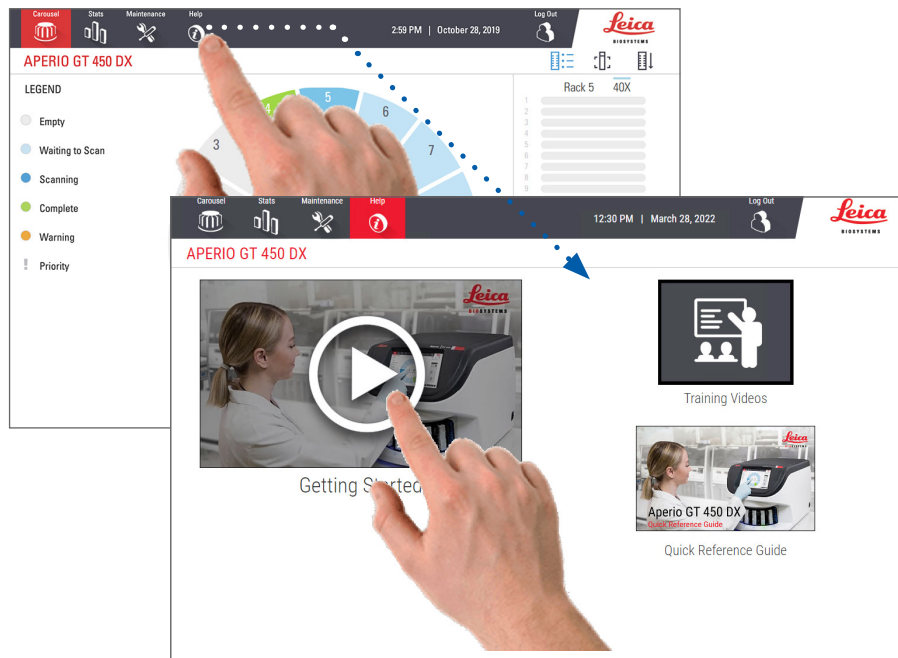 Carousel Stats Maintenance Help
2:59 PM | October 28, 2019
Log Out
Leica
BIOSYSTEMS
APERIO GT 450 DX
LEGEND
Empty
Waiting to Scan
Scanning
Complete
Warning
! Priority
3
4
5
6
7
Rack 5 40X
1
2
3
4
5
6
7
8
9
Carousel Stats Maintenance Help
12:30 PM | March 28, 2022
Log Out
Leica
BIOSYSTEMS
APERIO GT 450 DX
Leica
BIOSYSTEMS
Getting Started
Training Videos
Leica
Aperio GT 450 DX
Quick Reference Guide
Quick Reference Guide